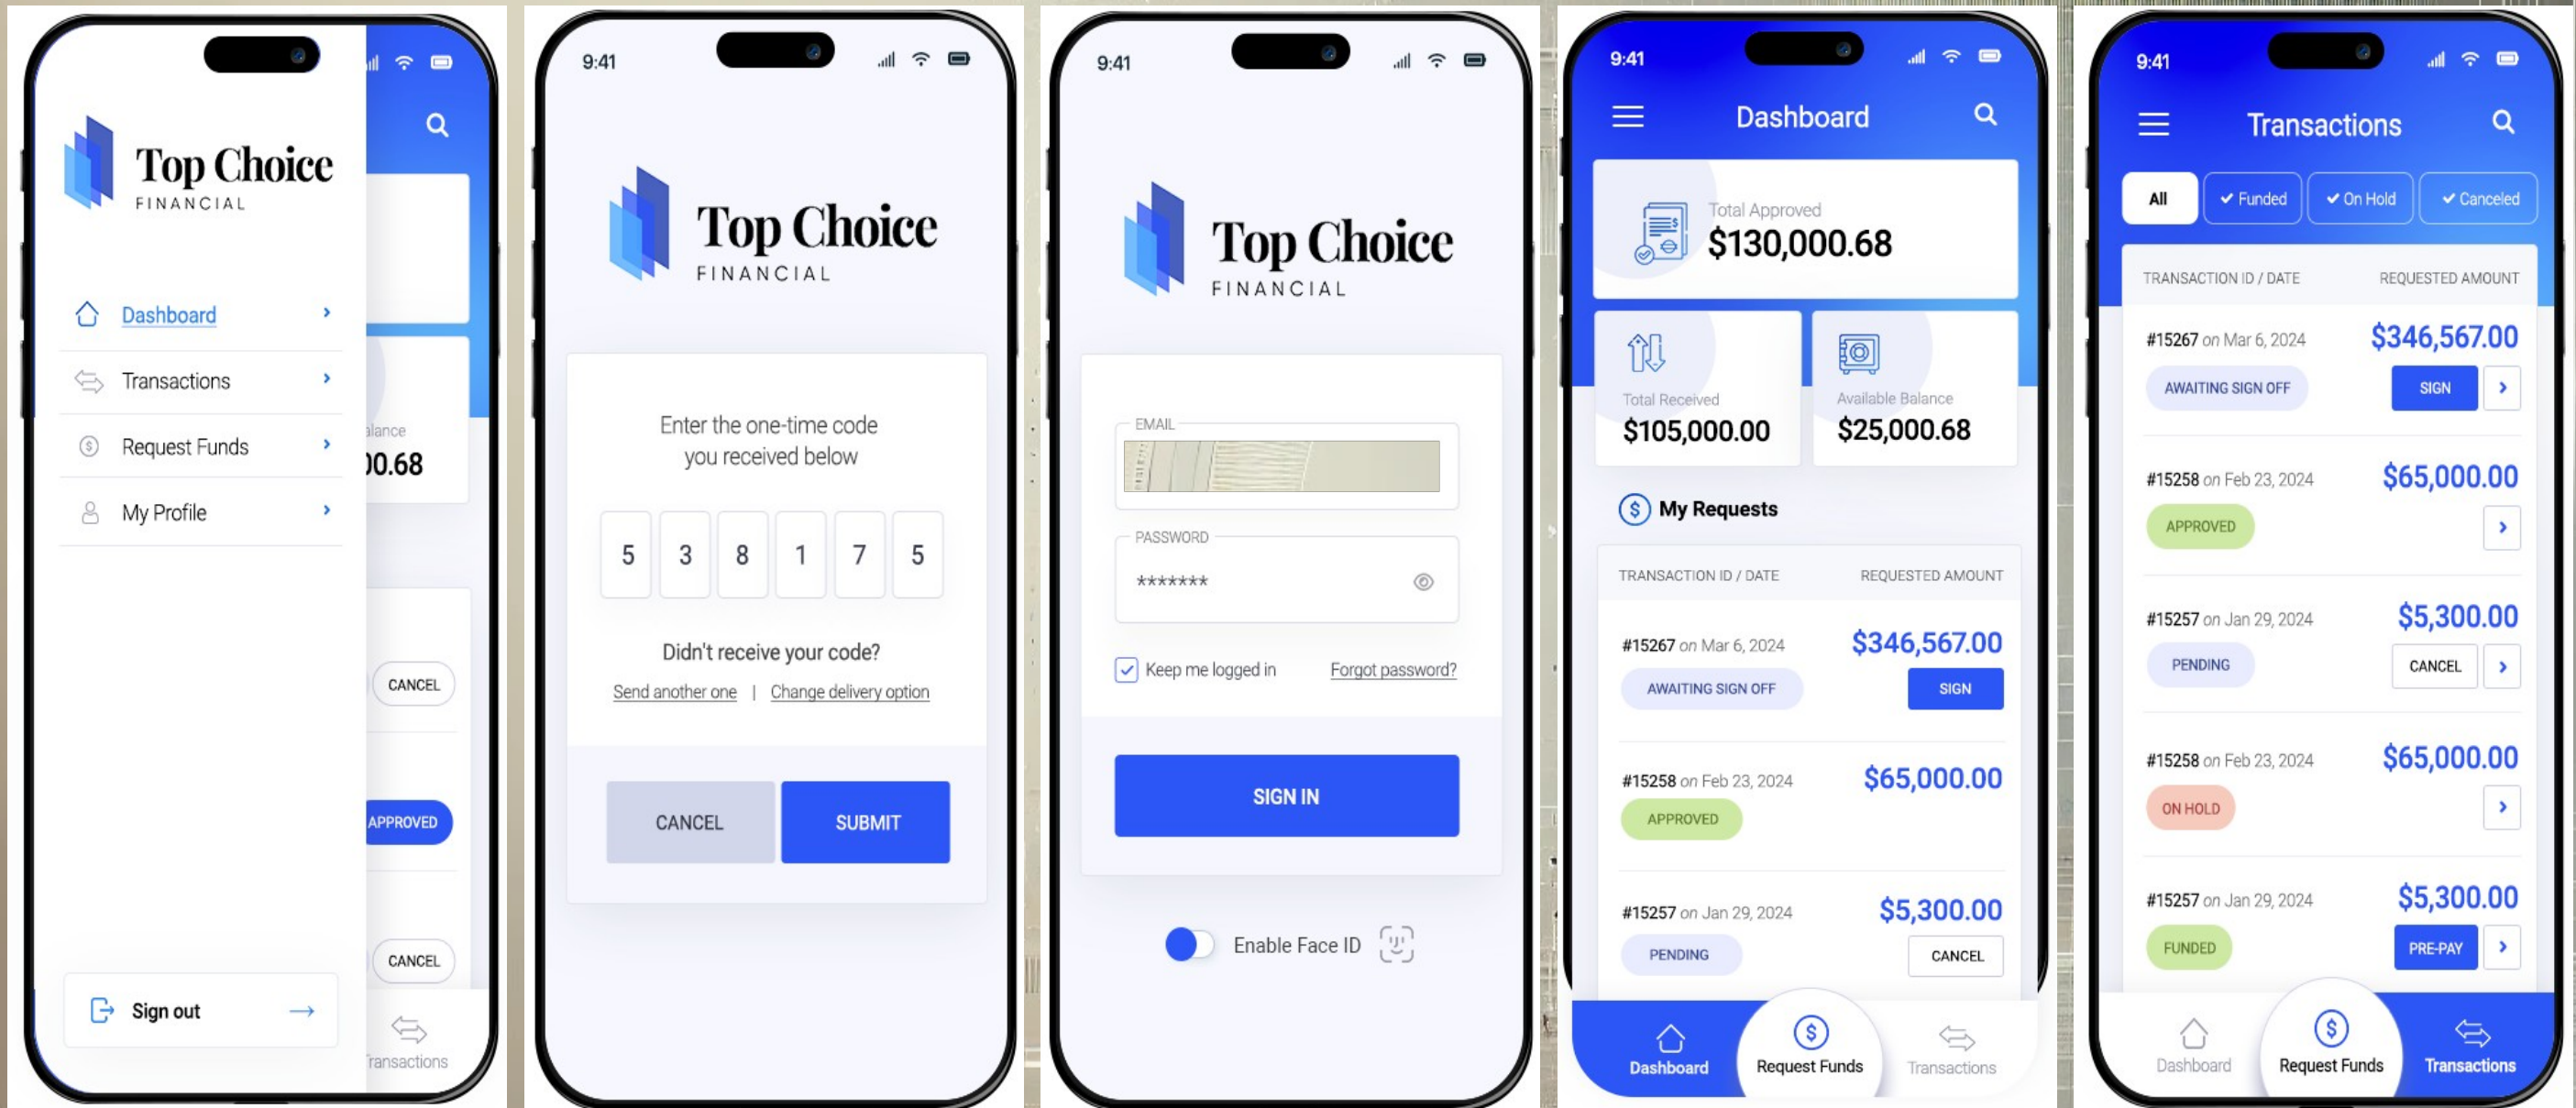 Top Choice
FINANCIAL
Dashboard
Transactions
Request Funds
My Profile
Sign out
alance
00.68
CANCEL
APPROVED
CANCEL
ransactions
9:41
Top Choice
FINANCIAL
Enter the one-time code
you received below
5 3 8 1 7 5
Didn't receive your code?
Send another one | Change delivery option
CANCEL SUBMIT
9:41
Top Choice
FINANCIAL
EMAIL
PASSWORD
*******
Keep me logged in Forgot password?
SIGN IN
Enable Face ID
9:41
Dashboard
Total Approved
$130,000.68
Total Received
$105,000.00
Available Balance
$25,000.68
My Requests
TRANSACTION ID / DATE REQUESTED AMOUNT
#15267 on Mar 6, 2024 $346,567.00
AWAITING SIGN OFF SIGN
#15258 on Feb 23, 2024 $65,000.00
APPROVED
#15257 on Jan 29, 2024 $5,300.00
PENDING CANCEL
Dashboard Request Funds Transactions
9:41
Transactions
All Funded On Hold Canceled
TRANSACTION ID / DATE REQUESTED AMOUNT
#15267 on Mar 6, 2024 $346,567.00
AWAITING SIGN OFF SIGN
#15258 on Feb 23, 2024 $65,000.00
APPROVED
#15257 on Jan 29, 2024 $5,300.00
PENDING CANCEL
#15258 on Feb 23, 2024 $65,000.00
ON HOLD
#15257 on Jan 29, 2024 $5,300.00
FUNDED PRE-PAY
Dashboard Request Funds Transactions